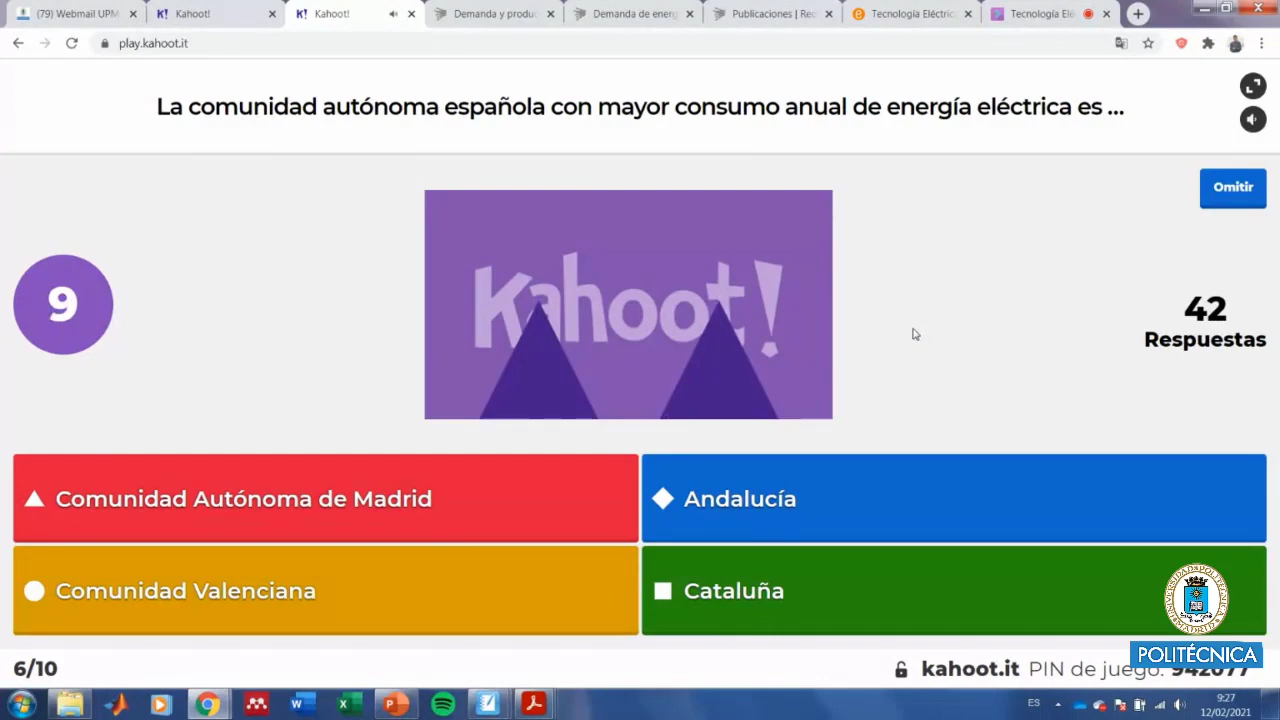 (79) Webmail UPM
Kahoot!
Kahoot!
Demanda y produc
Demanda de energ
Publicaciones | Red
Tecnología Eléctric
Tecnología Elé
play.kahoot.it
La comunidad autónoma española con mayor consumo anual de energía eléctrica es ...
Omitir
9
Kahoot!
42
Respuestas
Comunidad Autónoma de Madrid
Andalucía
Comunidad Valenciana
Cataluña
POLITÉCNICA
6/10
kahoot.it PIN de juego: 942077
ES
9:27
12/02/2021